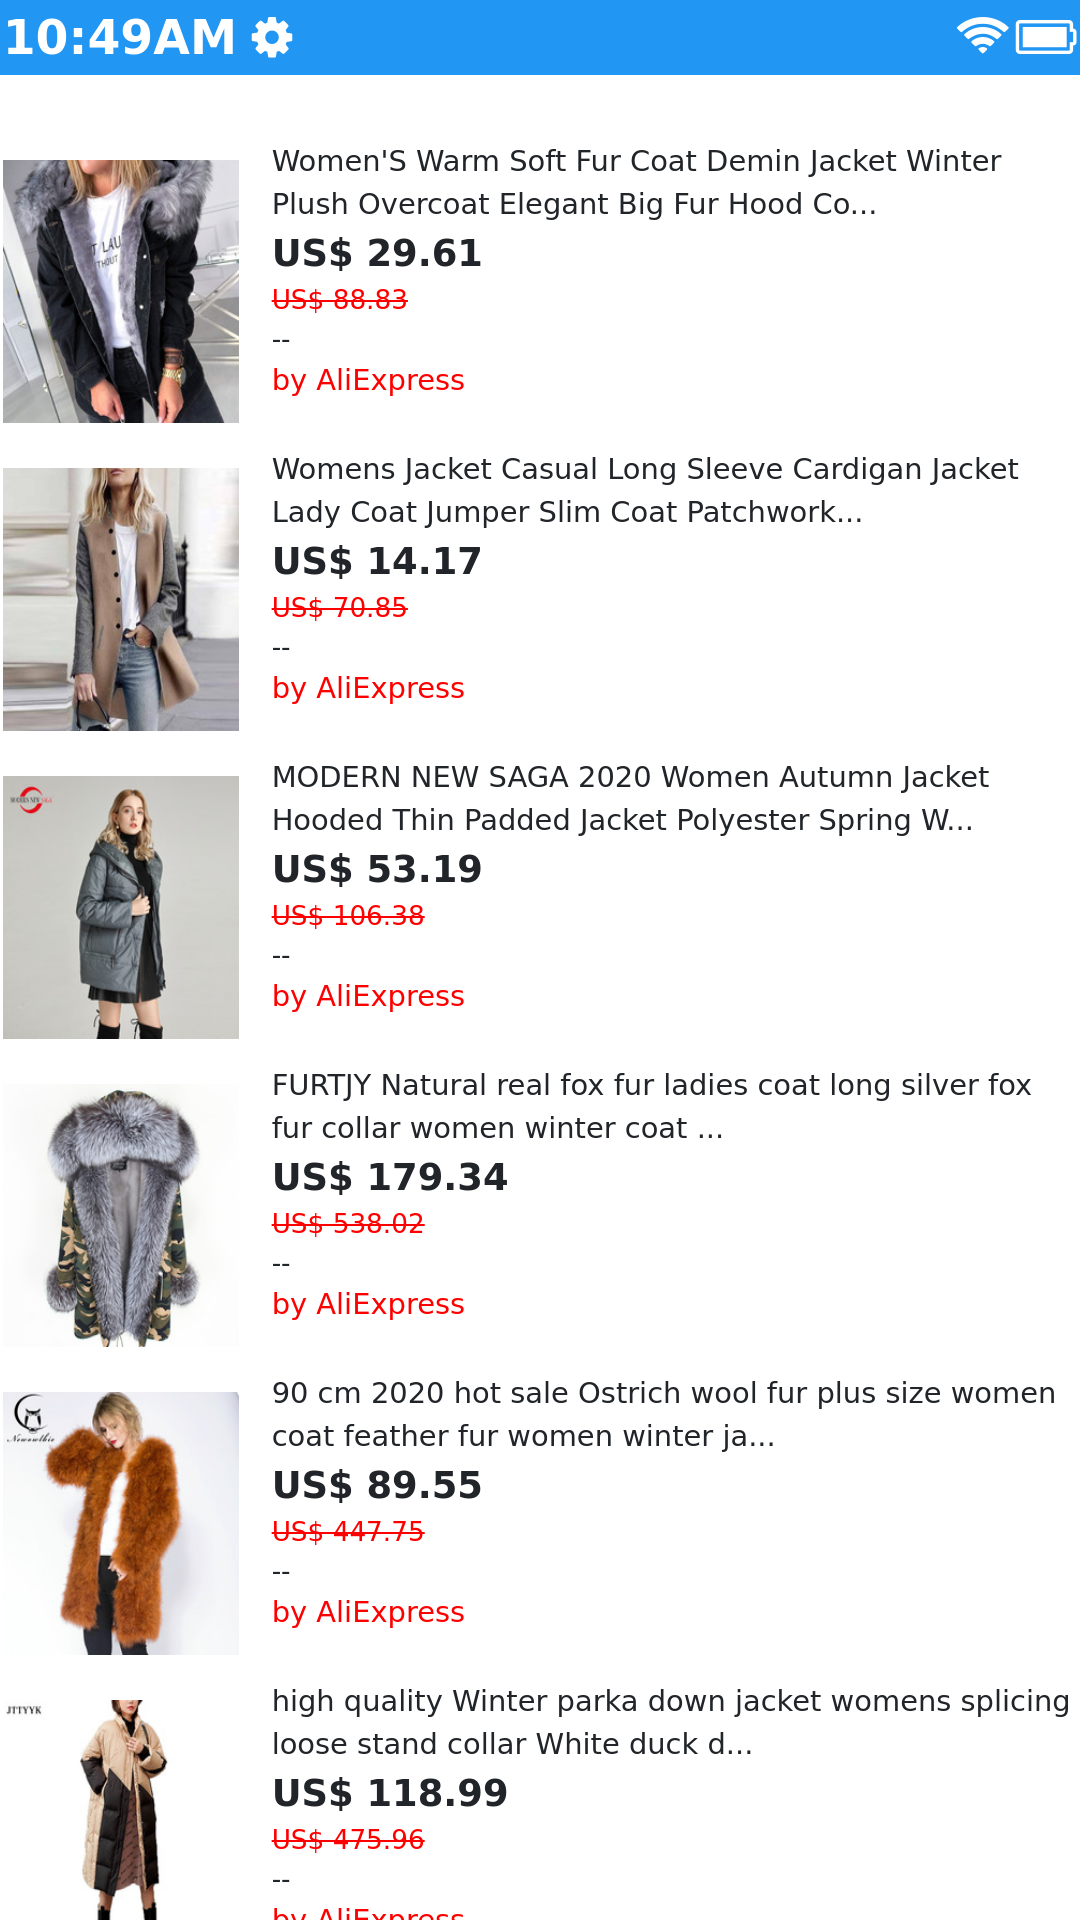 10:49AM
Women'S Warm Soft Fur Coat Demin Jacket Winter
Plush Overcoat Elegant Big Fur Hood Co...
US$ 29.61
US$ 88.83
--
by AliExpress
Womens Jacket Casual Long Sleeve Cardigan Jacket
Lady Coat Jumper Slim Coat Patchwork...
US$ 14.17
US$ 70.85
--
by AliExpress
MODERN NEW SAGA
MODERN NEW SAGA 2020 Women Autumn Jacket
Hooded Thin Padded Jacket Polyester Spring W...
US$ 53.19
US$ 106.38
--
by AliExpress
FURTJY Natural real fox fur ladies coat long silver fox
fur collar women winter coat ...
US$ 179.34
US$ 538.02
--
by AliExpress
90 cm 2020 hot sale Ostrich wool fur plus size women
coat feather fur women winter ja...
US$ 89.55
US$ 447.75
--
by AliExpress
JTTYYK
high quality Winter parka down jacket womens splicing
loose stand collar White duck d...
US$ 118.99
US$ 475.96
--
by AliExpress